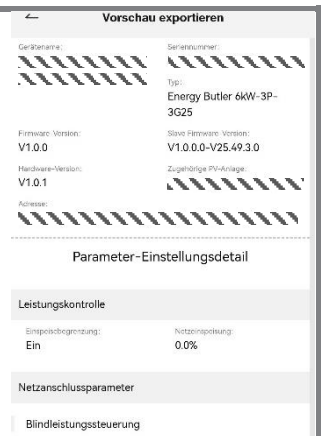 Vorschau exportieren
Gerätename:
Seriennummer:
Typ:
Energy Butler 6kW-3P-
3G25
Firmware-Version:
V1.0.0
Slave Firmware-Version:
V1.0.0.0-V25.49.3.0
Hardware-Version:
V1.0.1
Zugehörige PV-Anlage:
Adresse:
Parameter-Einstellungsdetail
Leistungskontrolle
Einspeisebegrenzung:
Ein
Netzeinspeisung:
0.0%
Netzanschlussparameter
Blindleistungssteuerung